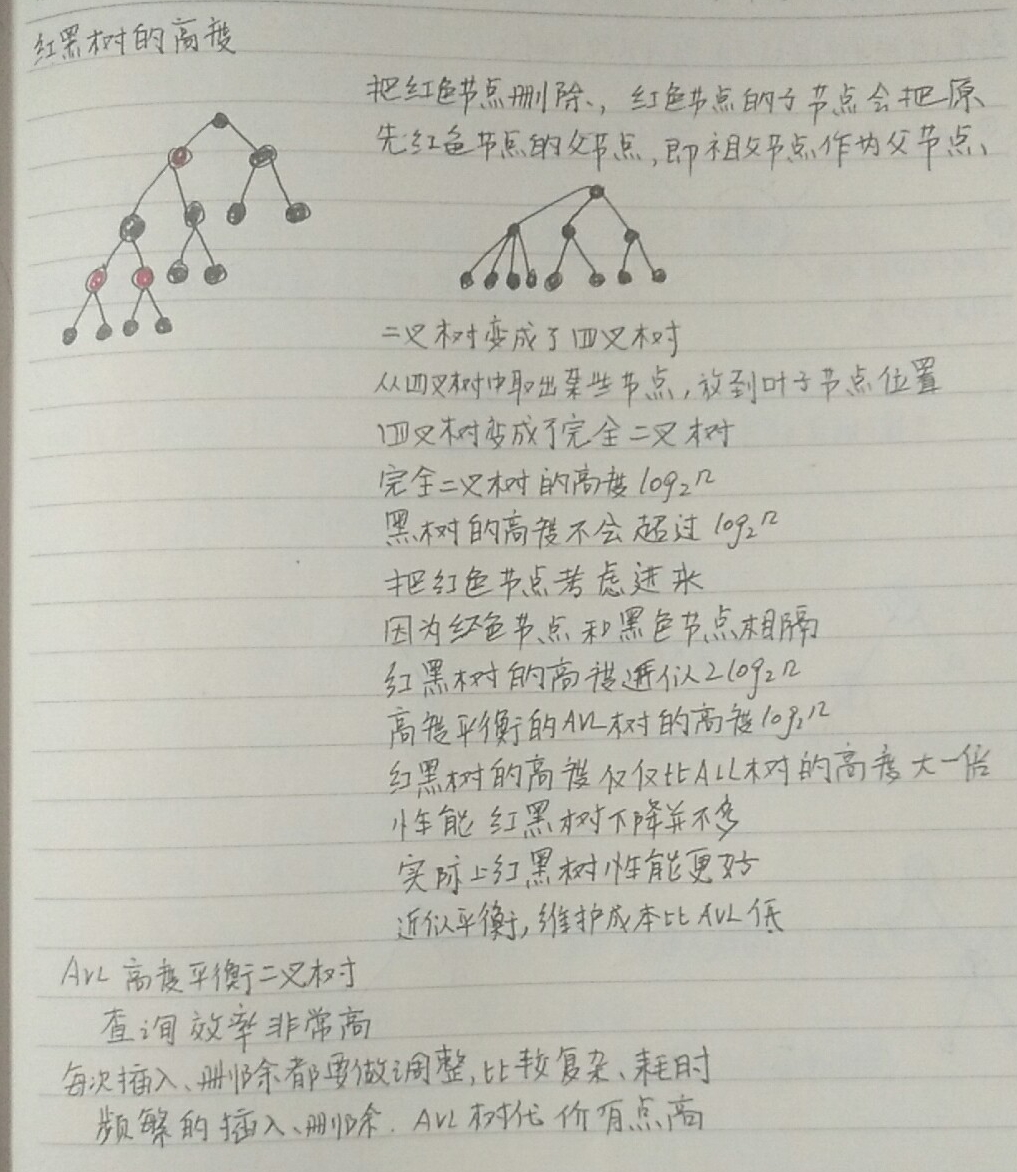 红黑树的高度
把红色节点删除、, 红色节点的子节点会把原
先红色节点的父节点, 即祖父节点作为父节点、
二叉树变成了四叉树
从四叉树中取出某些节点, 放到叶子节点位置
四叉树变成了完全二叉树
完全二叉树的高度 log₂n
黑树的高度不会超过 log₂n
把红色节点考虑进来
因为红色节点和黑色节点相隔
红黑树的高度近似 2log₂n
高度平衡的AVL树的高度 log₂n
红黑树的高度仅仅比AVL树的高度大一倍
性能 红黑树下降并不多
实际上红黑树性能更好
近似平衡, 维护成本比AVL低
AVL 高度平衡二叉树
查询效率非常高
每次插入、删除都要做调整, 比较复杂、耗时
频繁的插入、删除. AVL树代价有点高